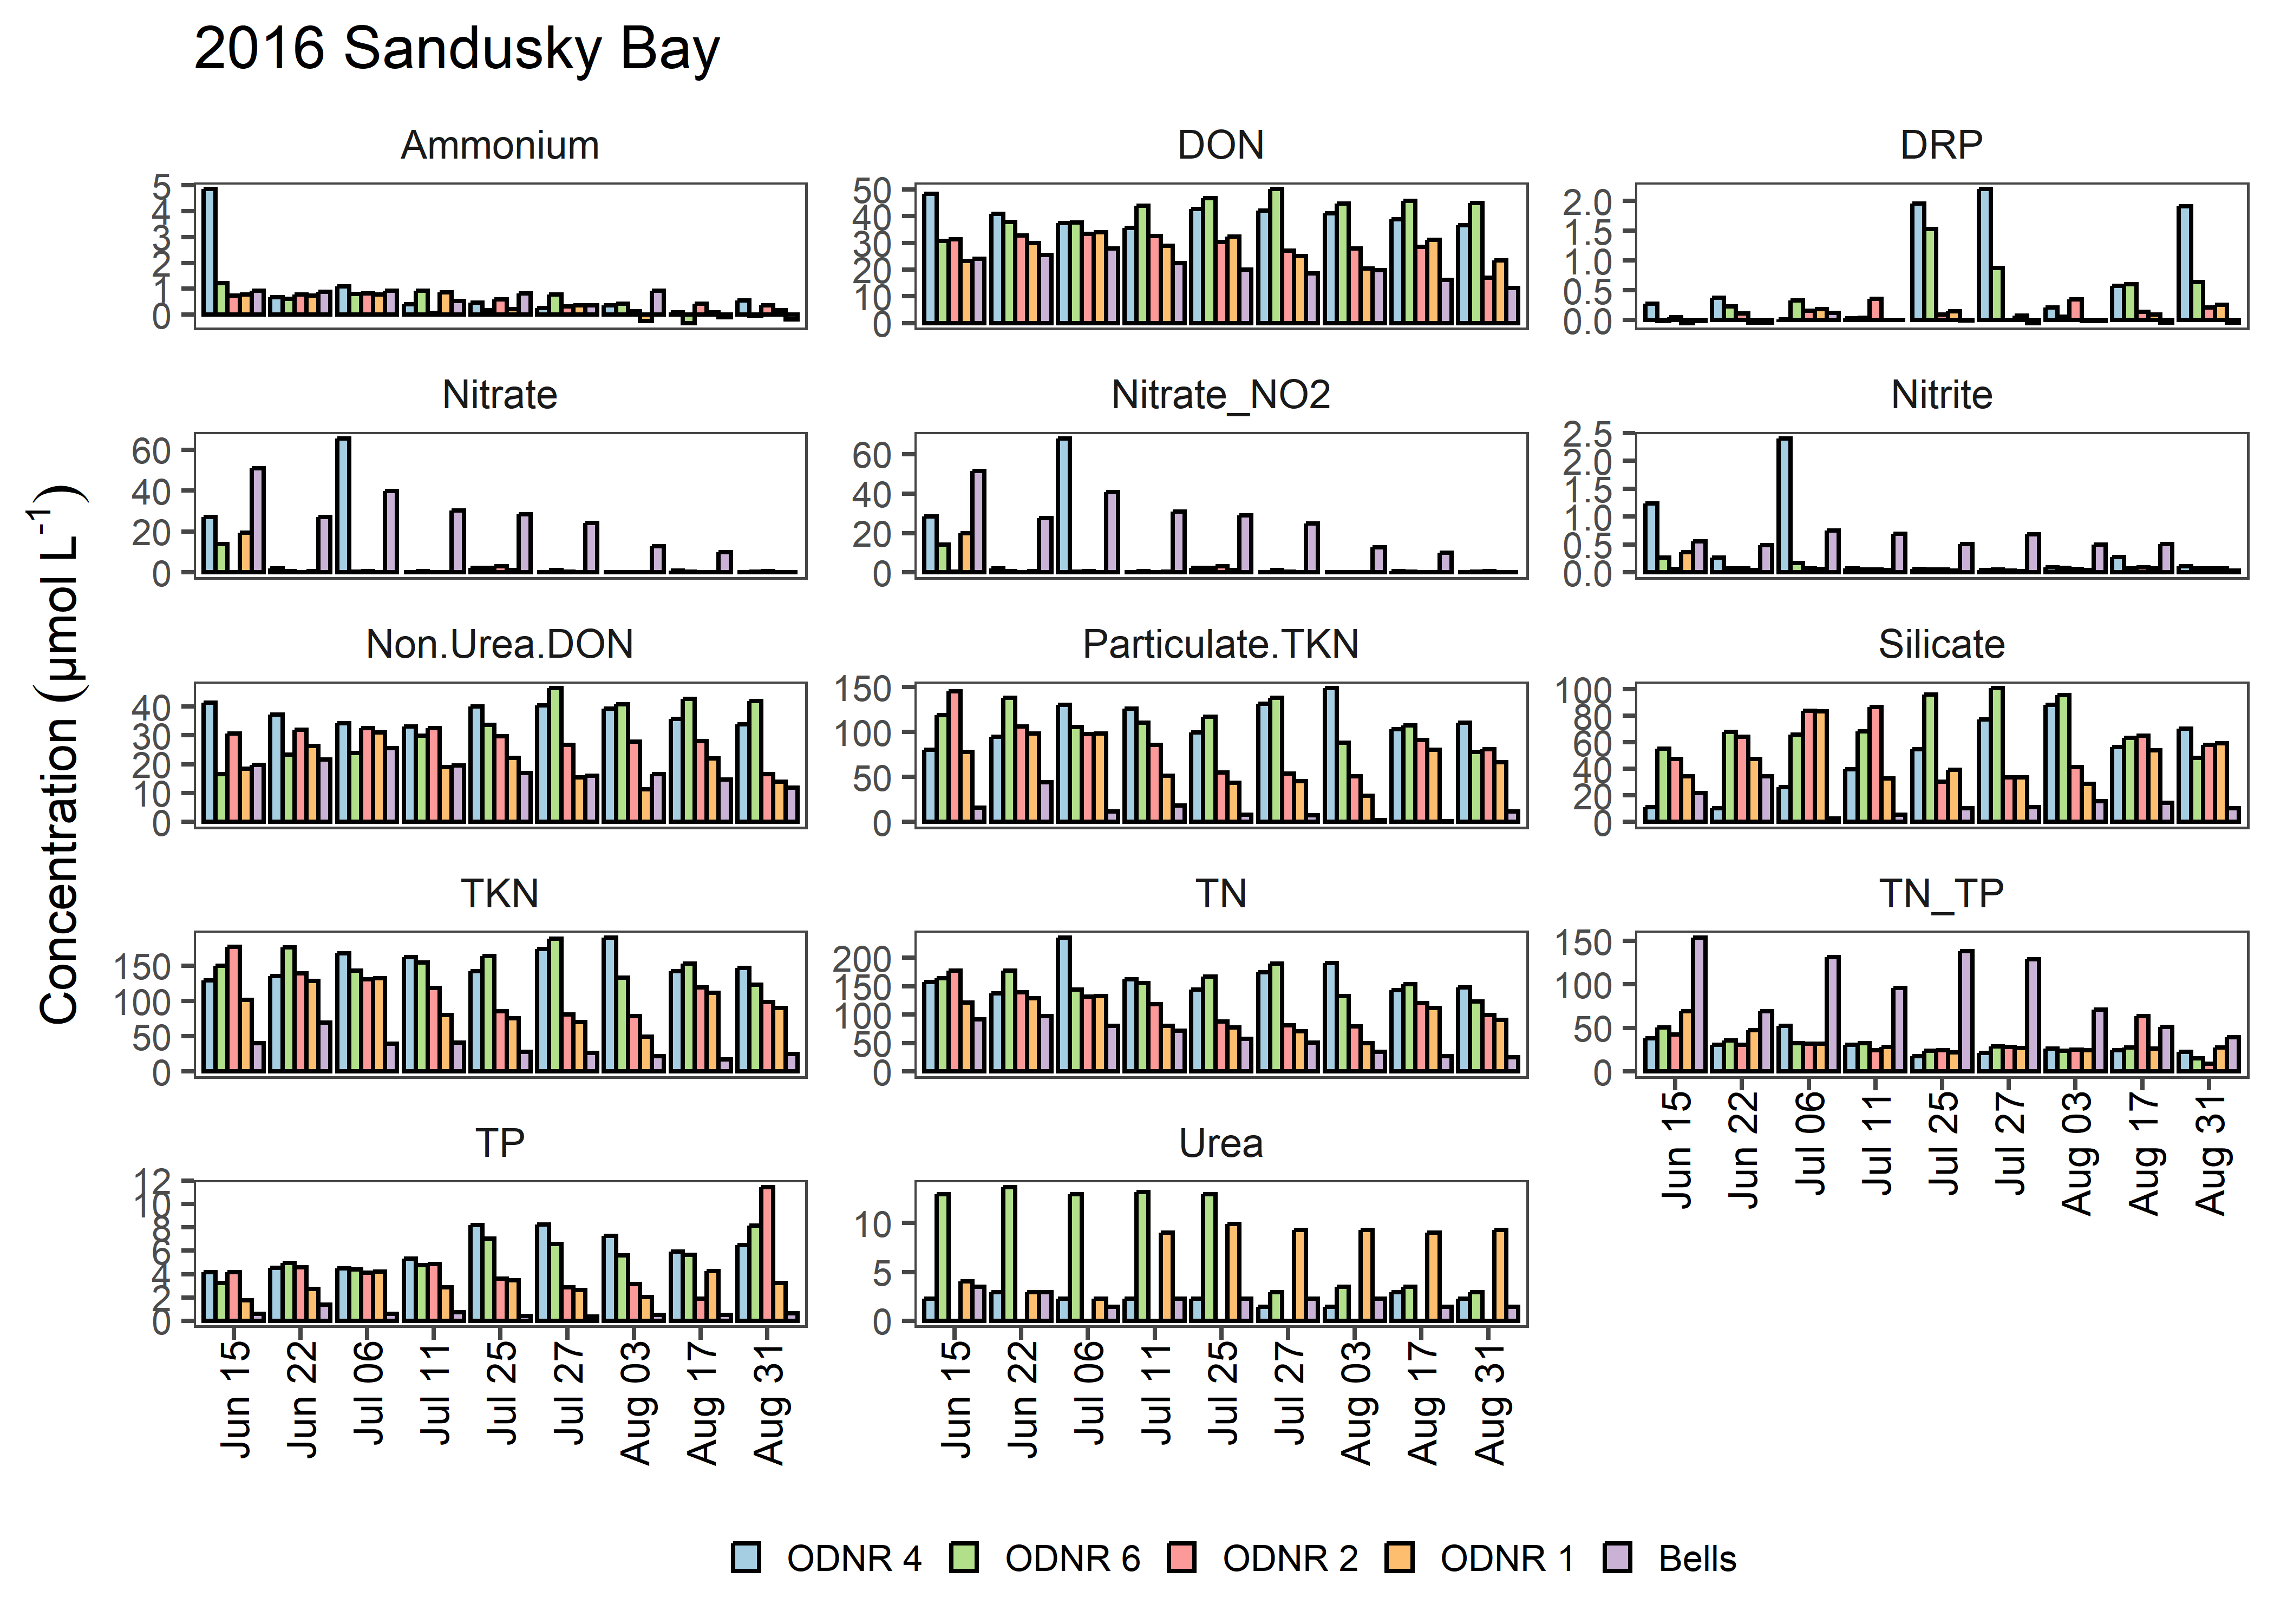 2016 Sandusky Bay
Concentration (µmol L⁻¹)
Ammonium
5
4
3
2
1
0
DON
50
40
30
20
10
0
DRP
2.0
1.5
1.0
0.5
0.0
Nitrate
60
40
20
0
Nitrate_NO2
60
40
20
0
Nitrite
2.5
2.0
1.5
1.0
0.5
0.0
Non.Urea.DON
40
30
20
10
0
Particulate.TKN
150
100
50
0
Silicate
100
80
60
40
20
0
TKN
150
100
50
0
TN
200
150
100
50
0
TN_TP
150
100
50
0
Jun 15
Jun 22
Jul 06
Jul 11
Jul 25
Jul 27
Aug 03
Aug 17
Aug 31
TP
12
10
8
6
4
2
0
Jun 15
Jun 22
Jul 06
Jul 11
Jul 25
Jul 27
Aug 03
Aug 17
Aug 31
Urea
10
5
0
Jun 15
Jun 22
Jul 06
Jul 11
Jul 25
Jul 27
Aug 03
Aug 17
Aug 31
ODNR 4 ODNR 6 ODNR 2 ODNR 1 Bells